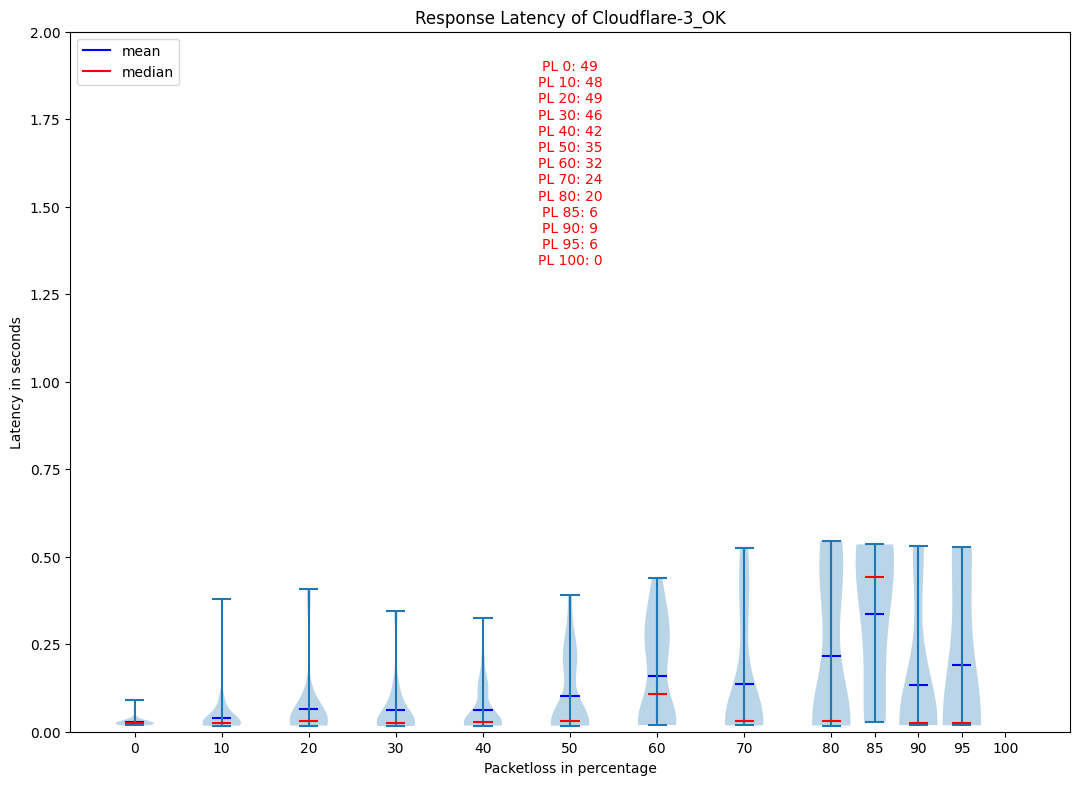 Response Latency of Cloudflare-3_OK
mean
median
PL 0: 49
PL 10: 48
PL 20: 49
PL 30: 46
PL 40: 42
PL 50: 35
PL 60: 32
PL 70: 24
PL 80: 20
PL 85: 6
PL 90: 9
PL 95: 6
PL 100: 0
Latency in seconds
2.00
1.75
1.50
1.25
1.00
0.75
0.50
0.25
0.00
0 10 20 30 40 50 60 70 80 85 90 95 100
Packetloss in percentage